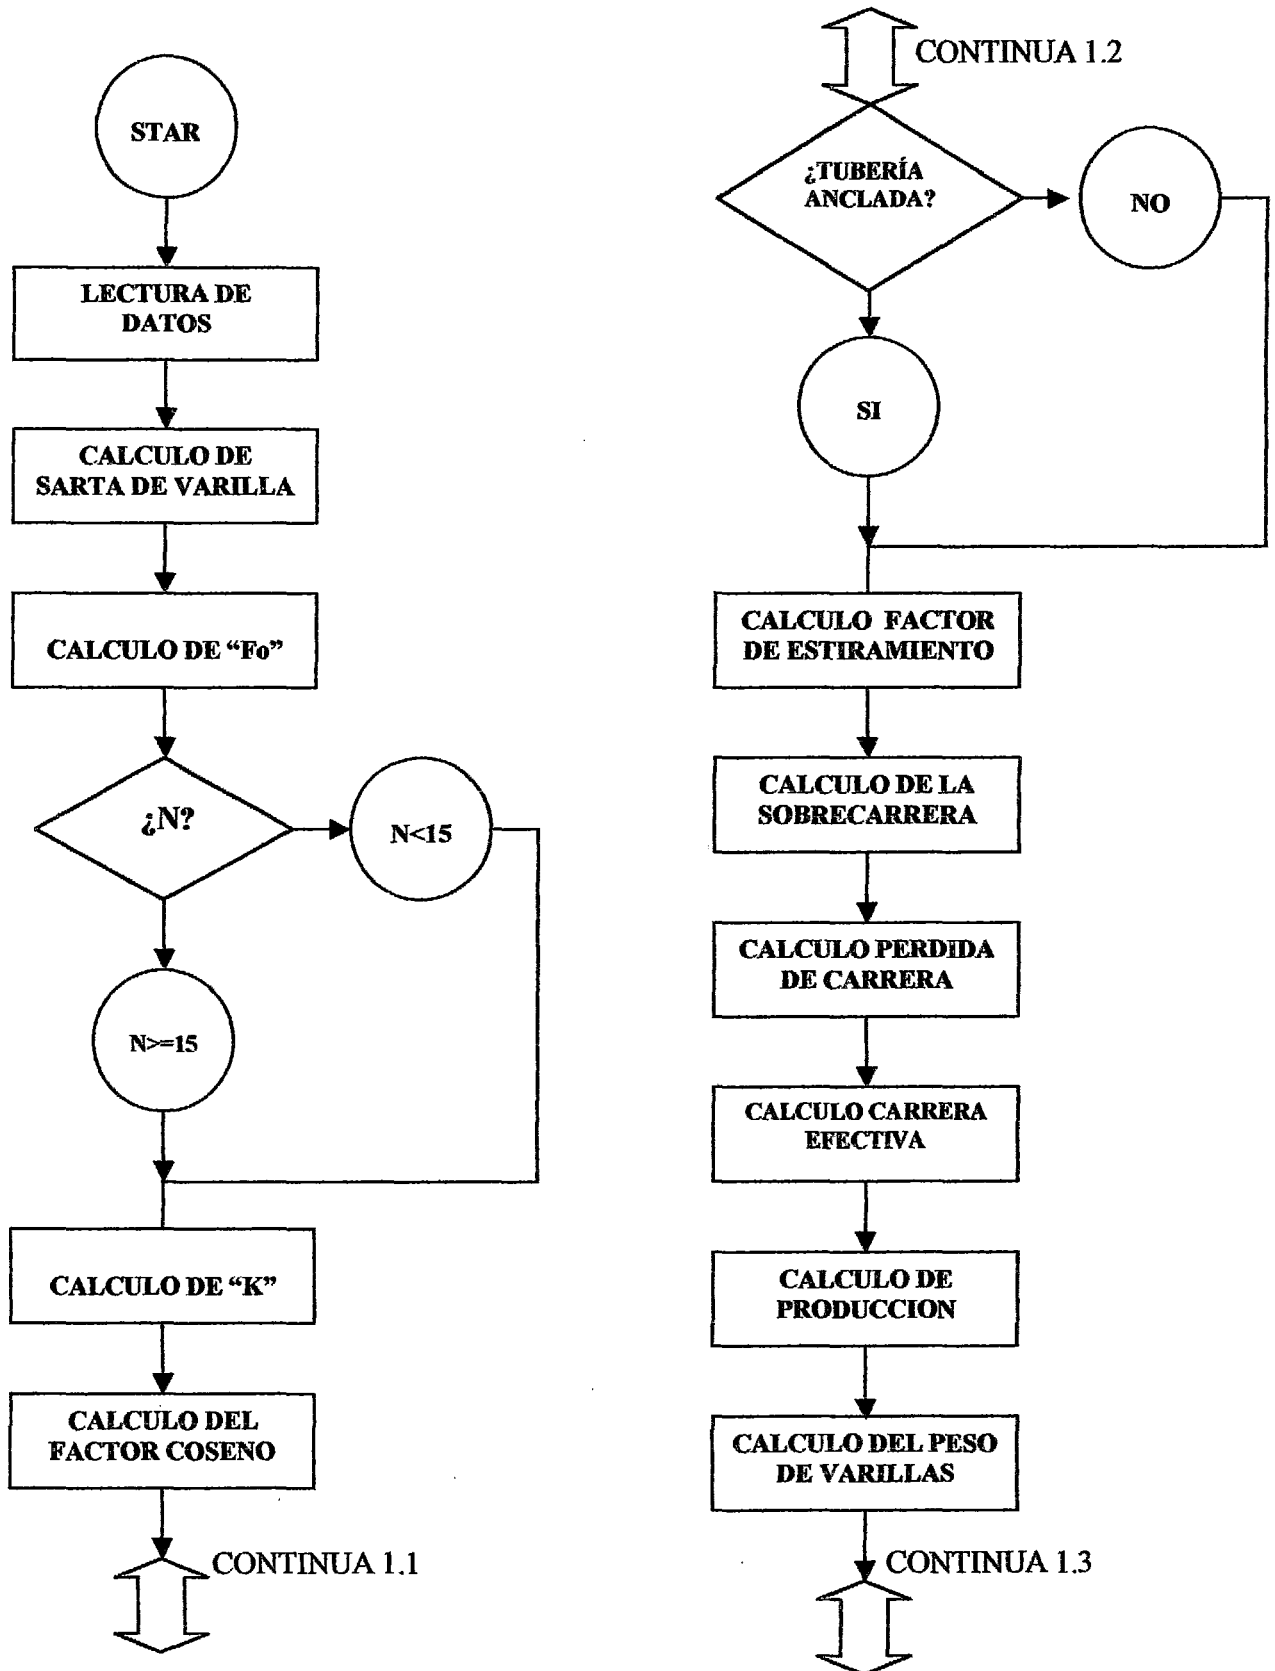 STAR
LECTURA DE
DATOS
CALCULO DE
SARTA DE VARILLA
CALCULO DE “Fo”
¿N?
N<15
N>=15
CALCULO DE “K”
CALCULO DEL
FACTOR COSENO
CONTINUA 1.1
CONTINUA 1.2
¿TUBERÍA
ANCLADA?
NO
SI
CALCULO FACTOR
DE ESTIRAMIENTO
CALCULO DE LA
SOBRECARRERA
CALCULO PERDIDA
DE CARRERA
CALCULO CARRERA
EFECTIVA
CALCULO DE
PRODUCCION
CALCULO DEL PESO
DE VARILLAS
CONTINUA 1.3